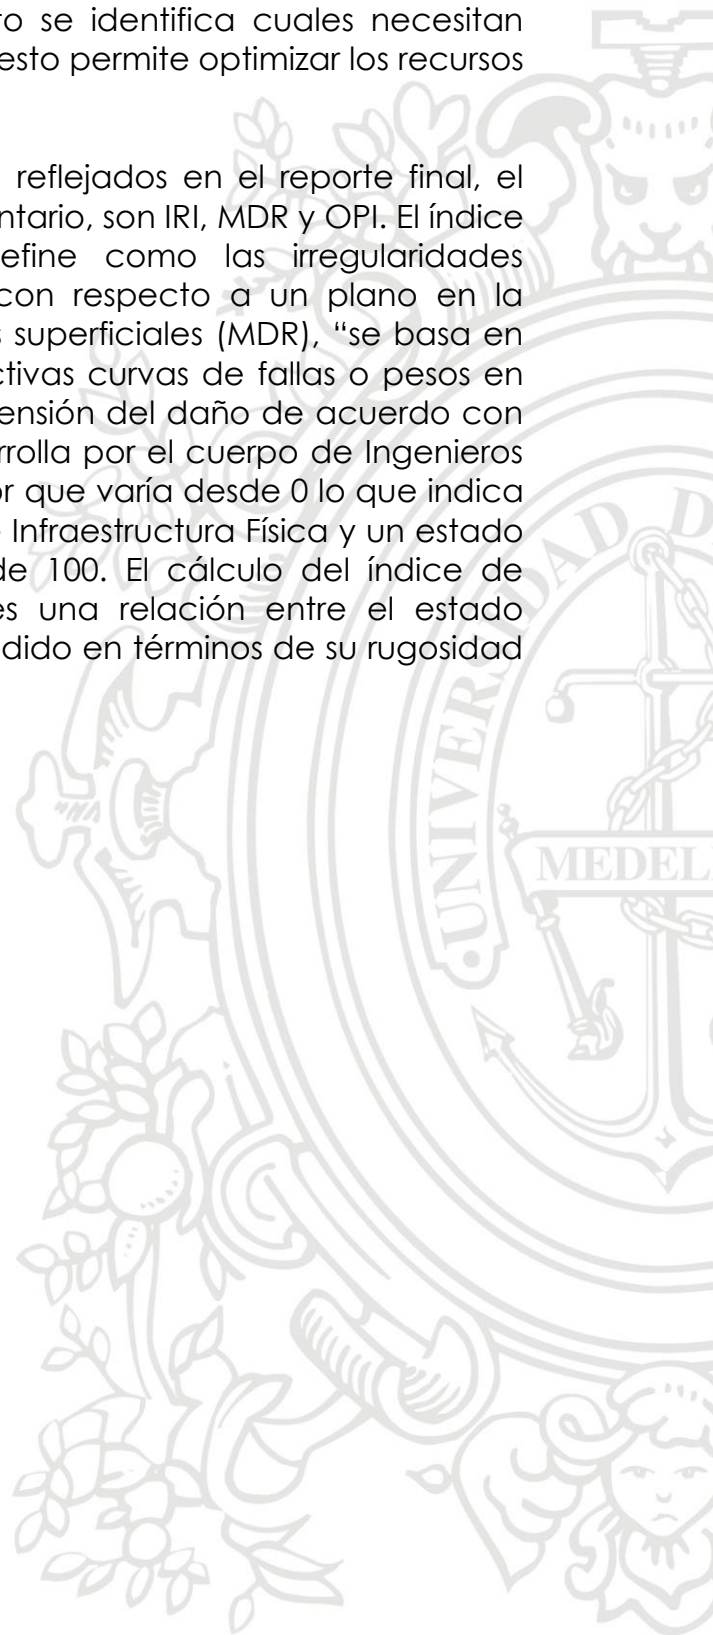 to se identifica cuales necesitan
esto permite optimizar los recursos
reflejados en el reporte final, el
ntario, son IRI, MDR y OPI. El índice
efine como las irregularidades
con respecto a un plano en la
s superficiales (MDR), “se basa en
ctivas curvas de fallas o pesos en
ensión del daño de acuerdo con
rrolla por el cuerpo de Ingenieros
or que varía desde 0 lo que indica
e Infraestructura Física y un estado
de 100. El cálculo del índice de
es una relación entre el estado
dido en términos de su rugosidad
UNIVERSIDAD D
MEDEL